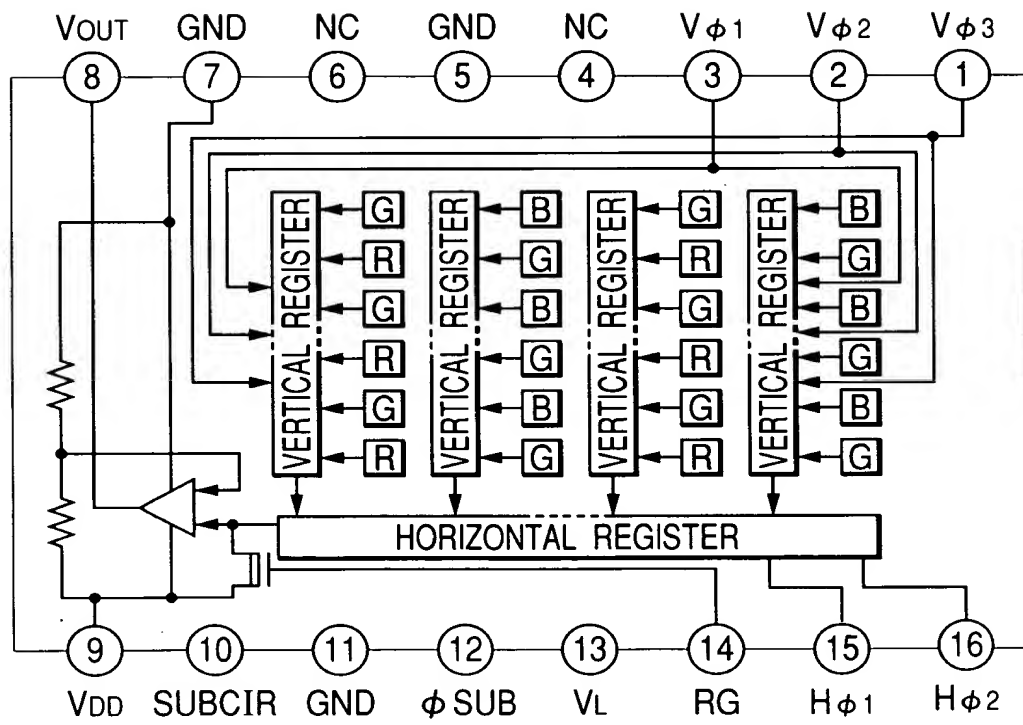 VOUT GND NC GND NC Vφ1 Vφ2 Vφ3
8 7 6 5 4 3 2 1
VERTICAL REGISTER VERTICAL REGISTER VERTICAL REGISTER VERTICAL REGISTER
G B G B
R G R G
G B G B
R G R G
G B G B
R G R G
HORIZONTAL REGISTER
9 10 11 12 13 14 15 16
VDD SUBCIR GND φSUB VL RG Hφ1 Hφ2